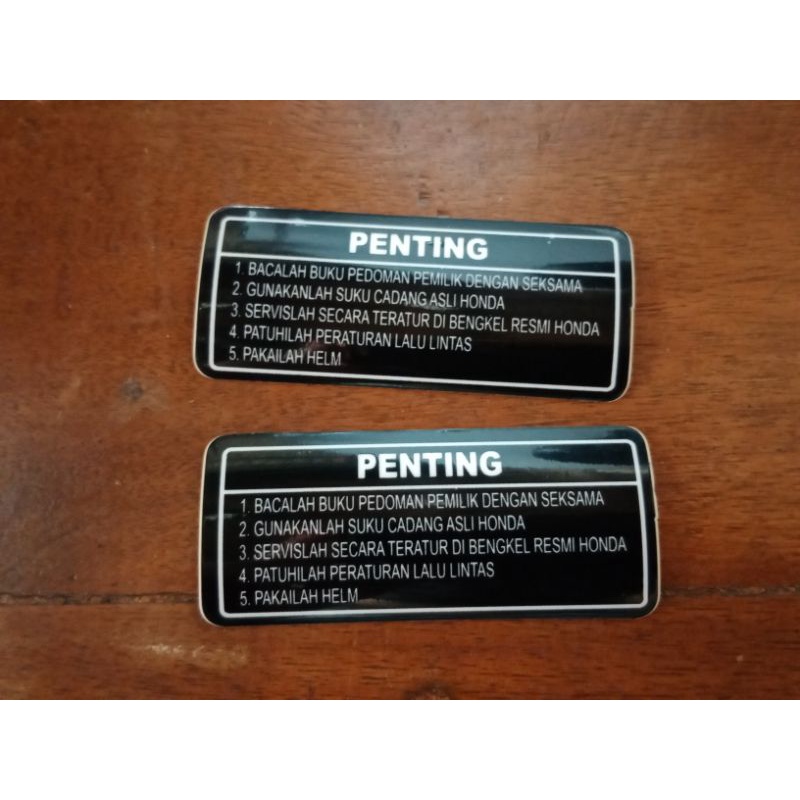 PENTING
1. BACALAH BUKU PEDOMAN PEMILIK DENGAN SEKSAMA
2. GUNAKANLAH SUKU CADANG ASLI HONDA
3. SERVISLAH SECARA TERATUR DI BENGKEL RESMI HONDA
4. PATUHILAH PERATURAN LALU LINTAS
5. PAKAILAH HELM
PENTING
1. BACALAH BUKU PEDOMAN PEMILIK DENGAN SEKSAMA
2. GUNAKANLAH SUKU CADANG ASLI HONDA
3. SERVISLAH SECARA TERATUR DI BENGKEL RESMI HONDA
4. PATUHILAH PERATURAN LALU LINTAS
5. PAKAILAH HELM